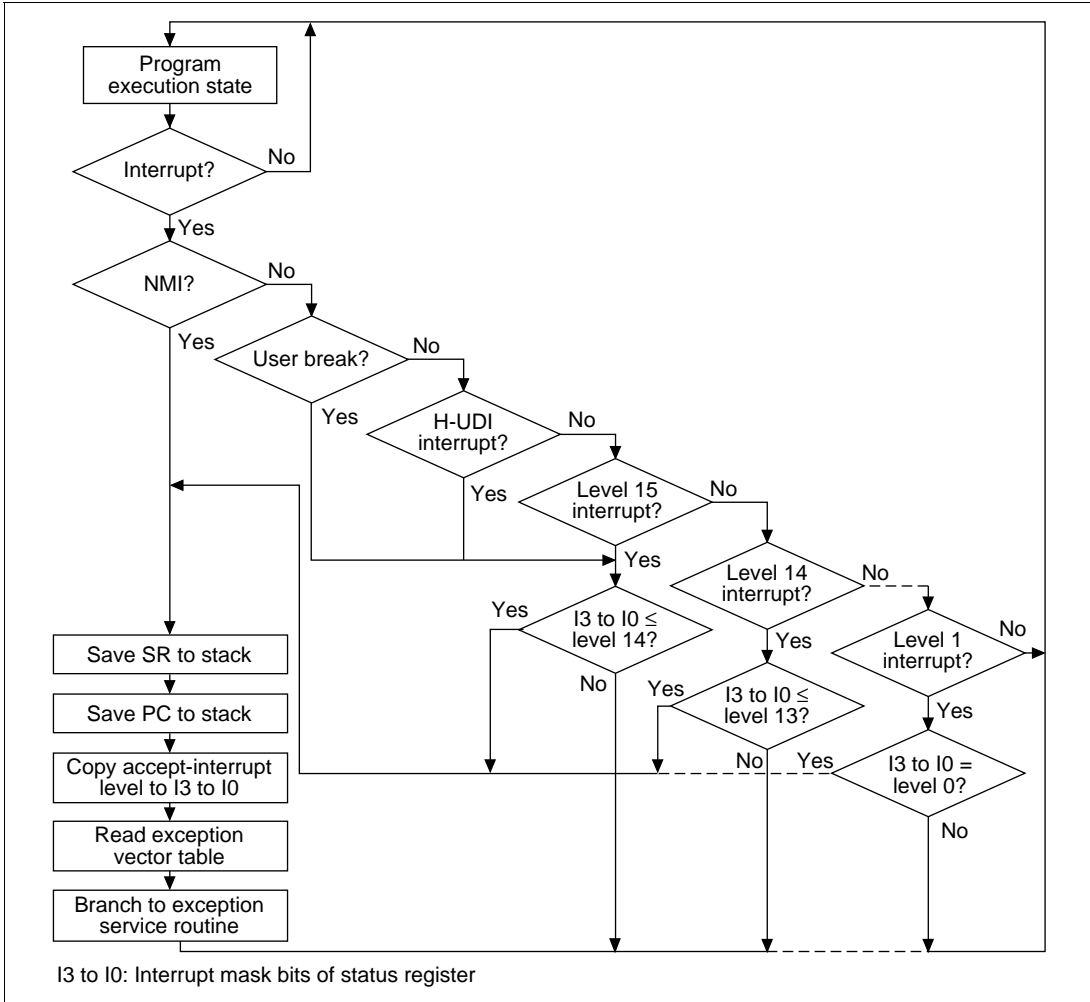 Program
execution state
Interrupt?
No
Yes
NMI?
No
Yes
User break?
No
Yes
H-UDI
interrupt?
No
Yes
Level 15
interrupt?
No
Yes
Level 14
interrupt?
No
Yes
I3 to I0 ≤
level 14?
Yes
No
Level 1
interrupt?
No
Yes
I3 to I0 ≤
level 13?
Yes
No
I3 to I0 =
level 0?
Yes
No
Save SR to stack
Save PC to stack
Copy accept-interrupt
level to I3 to I0
Read exception
vector table
Branch to exception
service routine
I3 to I0: Interrupt mask bits of status register